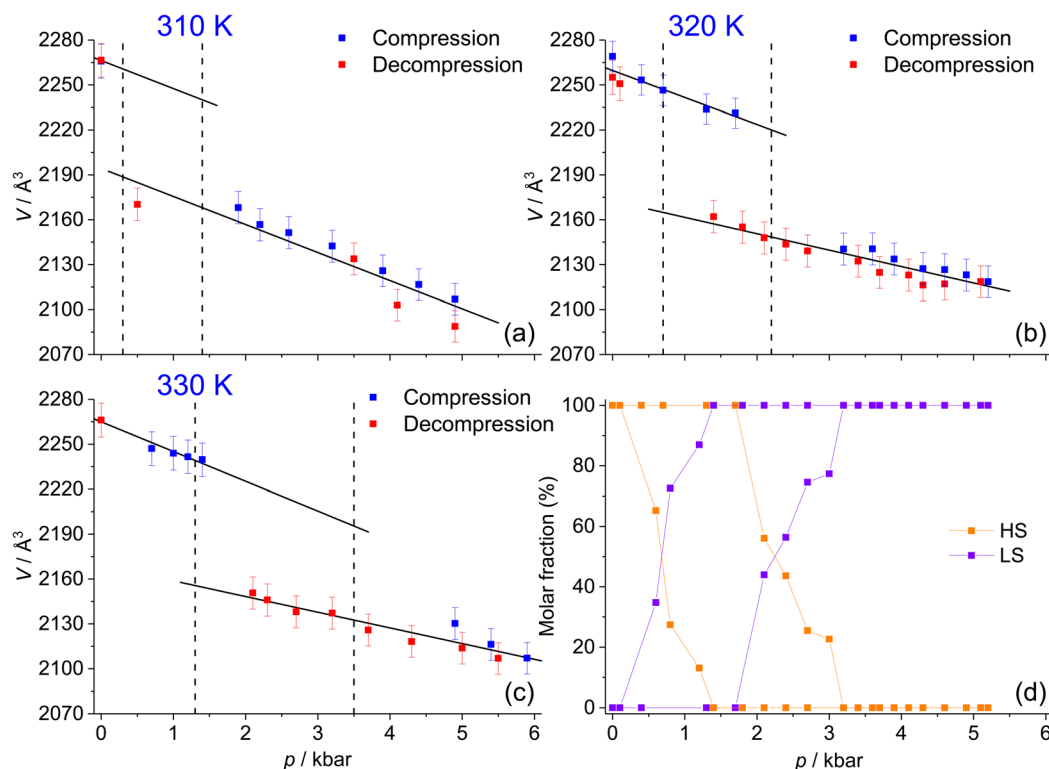 310 K
320 K
2280
2250
2220
2190
2160
2130
2100
2070
V / Å³
Compression
Decompression
(a)
2280
2250
2220
2190
2160
2130
2100
2070
V / Å³
Compression
Decompression
(b)
330 K
2280
2250
2220
2190
2160
2130
2100
2070
V / Å³
Compression
Decompression
(c)
0 1 2 3 4 5 6
p / kbar
100
80
60
40
20
0
Molar fraction (%)
HS
LS
(d)
0 1 2 3 4 5 6
p / kbar